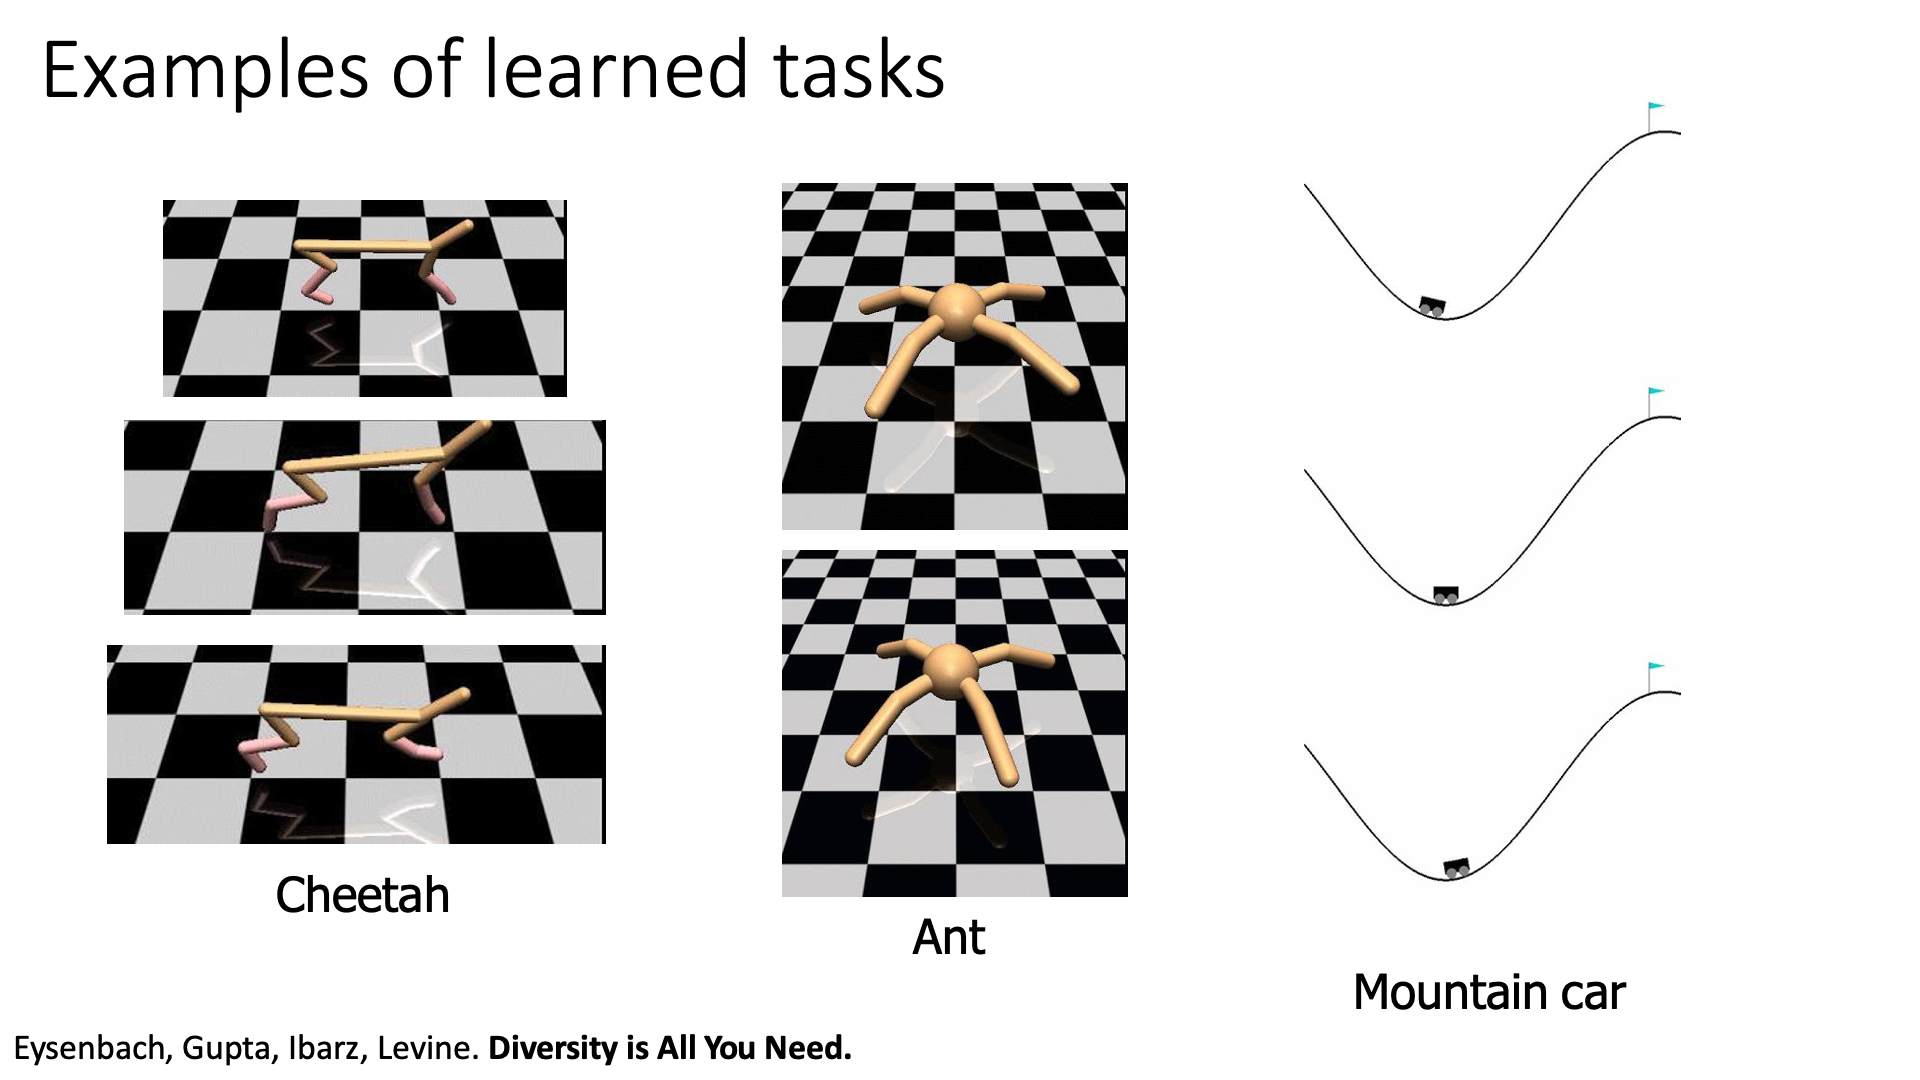 Examples of learned tasks
Cheetah
Ant
Mountain car
Eysenbach, Gupta, Ibarz, Levine. Diversity is All You Need.